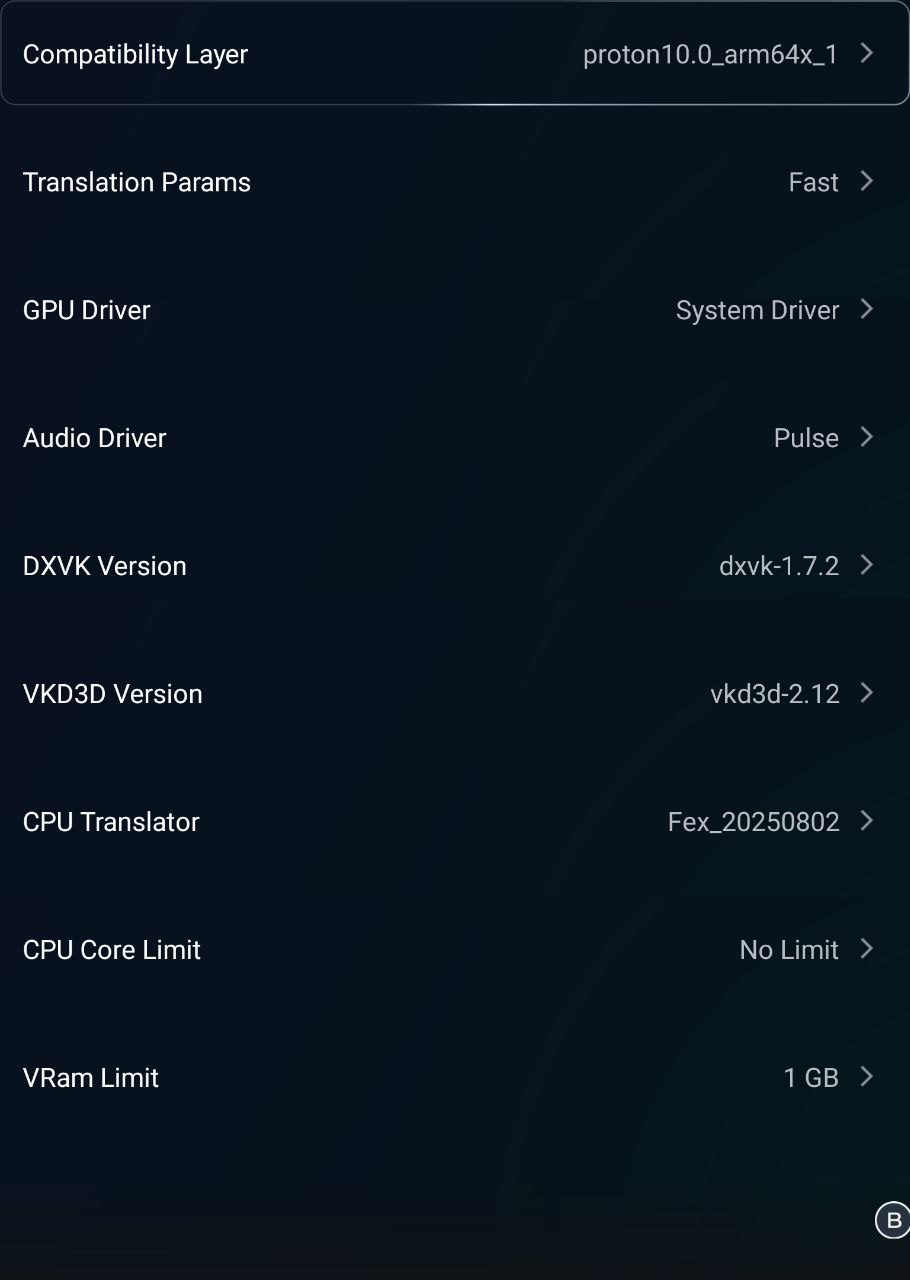 Compatibility Layer proton10.0_arm64x_1
Translation Params Fast
GPU Driver System Driver
Audio Driver Pulse
DXVK Version dxvk-1.7.2
VKD3D Version vkd3d-2.12
CPU Translator Fex_20250802
CPU Core Limit No Limit
VRam Limit 1 GB
B